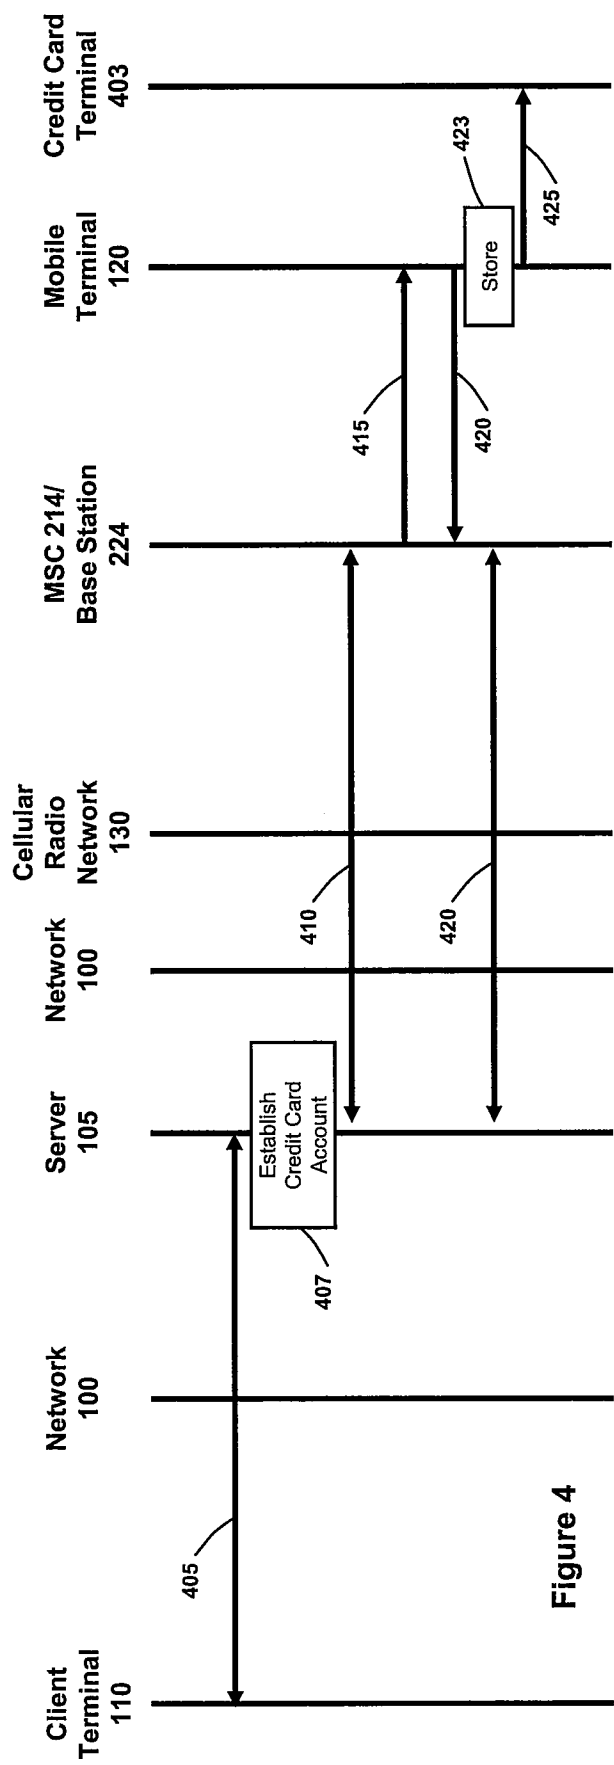 Client
Terminal
110
Network
100
Server
105
Network
100
Cellular
Radio
Network
130
MSC 214/
Base Station
224
Mobile
Terminal
120
Credit Card
Terminal
403
405
Establish
Credit Card
Account
407
410
415
420
420
Store
423
425
Figure 4